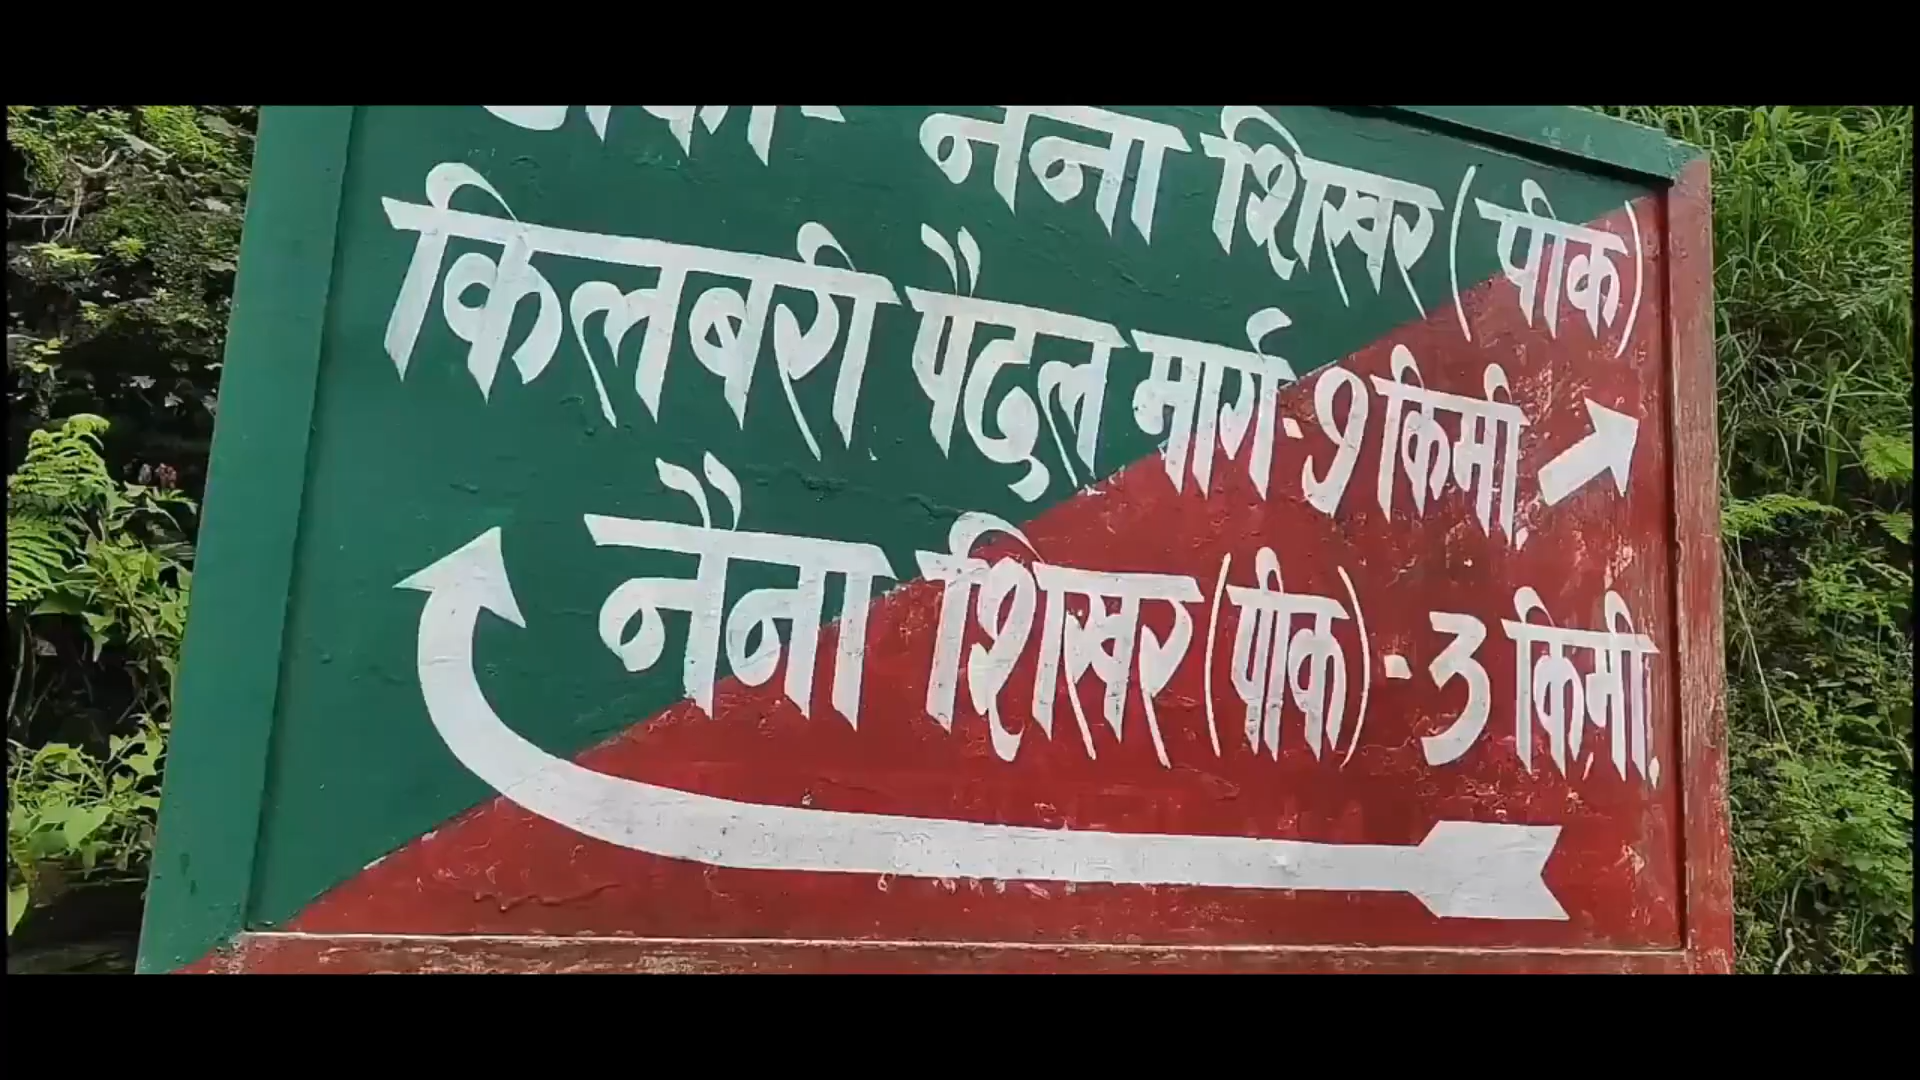 नैना शिखर (पीक)
किलबरी पैदल मार्ग - 9 किमी.
नैना शिखर (पीक) - 3 किमी.